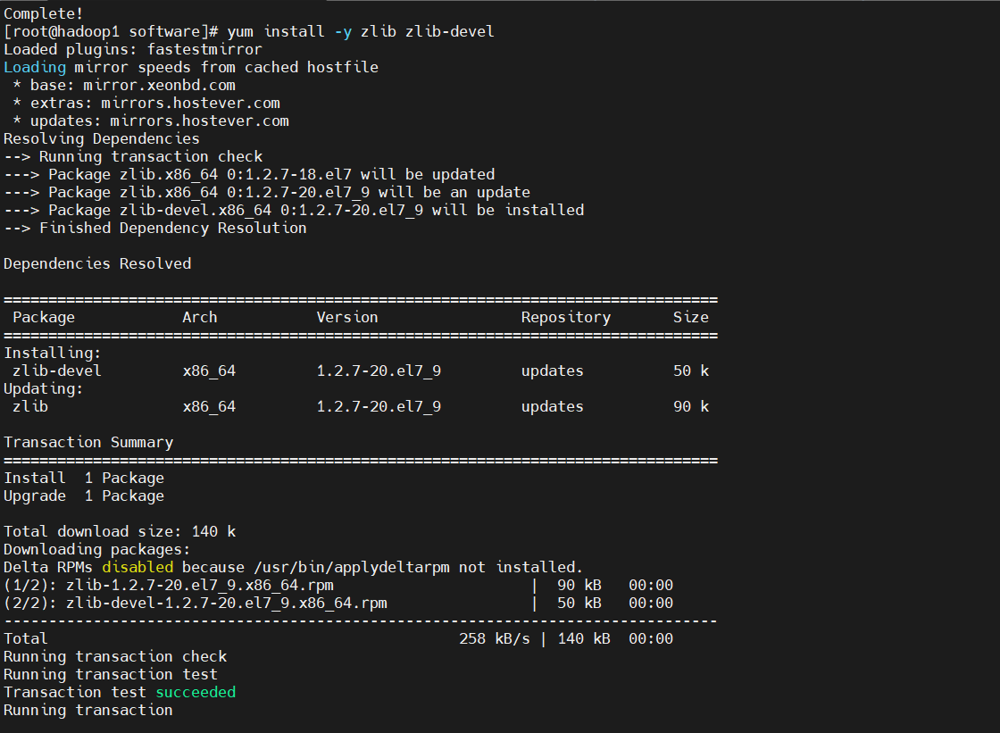 Complete!
[root@hadoop1 software]# yum install -y zlib zlib-devel
Loaded plugins: fastestmirror
Loading mirror speeds from cached hostfile
 * base: mirror.xeonbd.com
 * extras: mirrors.hostever.com
 * updates: mirrors.hostever.com
Resolving Dependencies
--> Running transaction check
---> Package zlib.x86_64 0:1.2.7-18.el7 will be updated
---> Package zlib.x86_64 0:1.2.7-20.el7_9 will be an update
---> Package zlib-devel.x86_64 0:1.2.7-20.el7_9 will be installed
--> Finished Dependency Resolution

Dependencies Resolved

================================================================================
 Package            Arch           Version                Repository       Size
================================================================================
Installing:
 zlib-devel         x86_64         1.2.7-20.el7_9         updates          50 k
Updating:
 zlib               x86_64         1.2.7-20.el7_9         updates          90 k

Transaction Summary
================================================================================
Install  1 Package
Upgrade  1 Package

Total download size: 140 k
Downloading packages:
Delta RPMs disabled because /usr/bin/applydeltarpm not installed.
(1/2): zlib-1.2.7-20.el7_9.x86_64.rpm                      |  90 kB   00:00
(2/2): zlib-devel-1.2.7-20.el7_9.x86_64.rpm                |  50 kB   00:00
--------------------------------------------------------------------------------
Total                                              258 kB/s | 140 kB  00:00
Running transaction check
Running transaction test
Transaction test succeeded
Running transaction